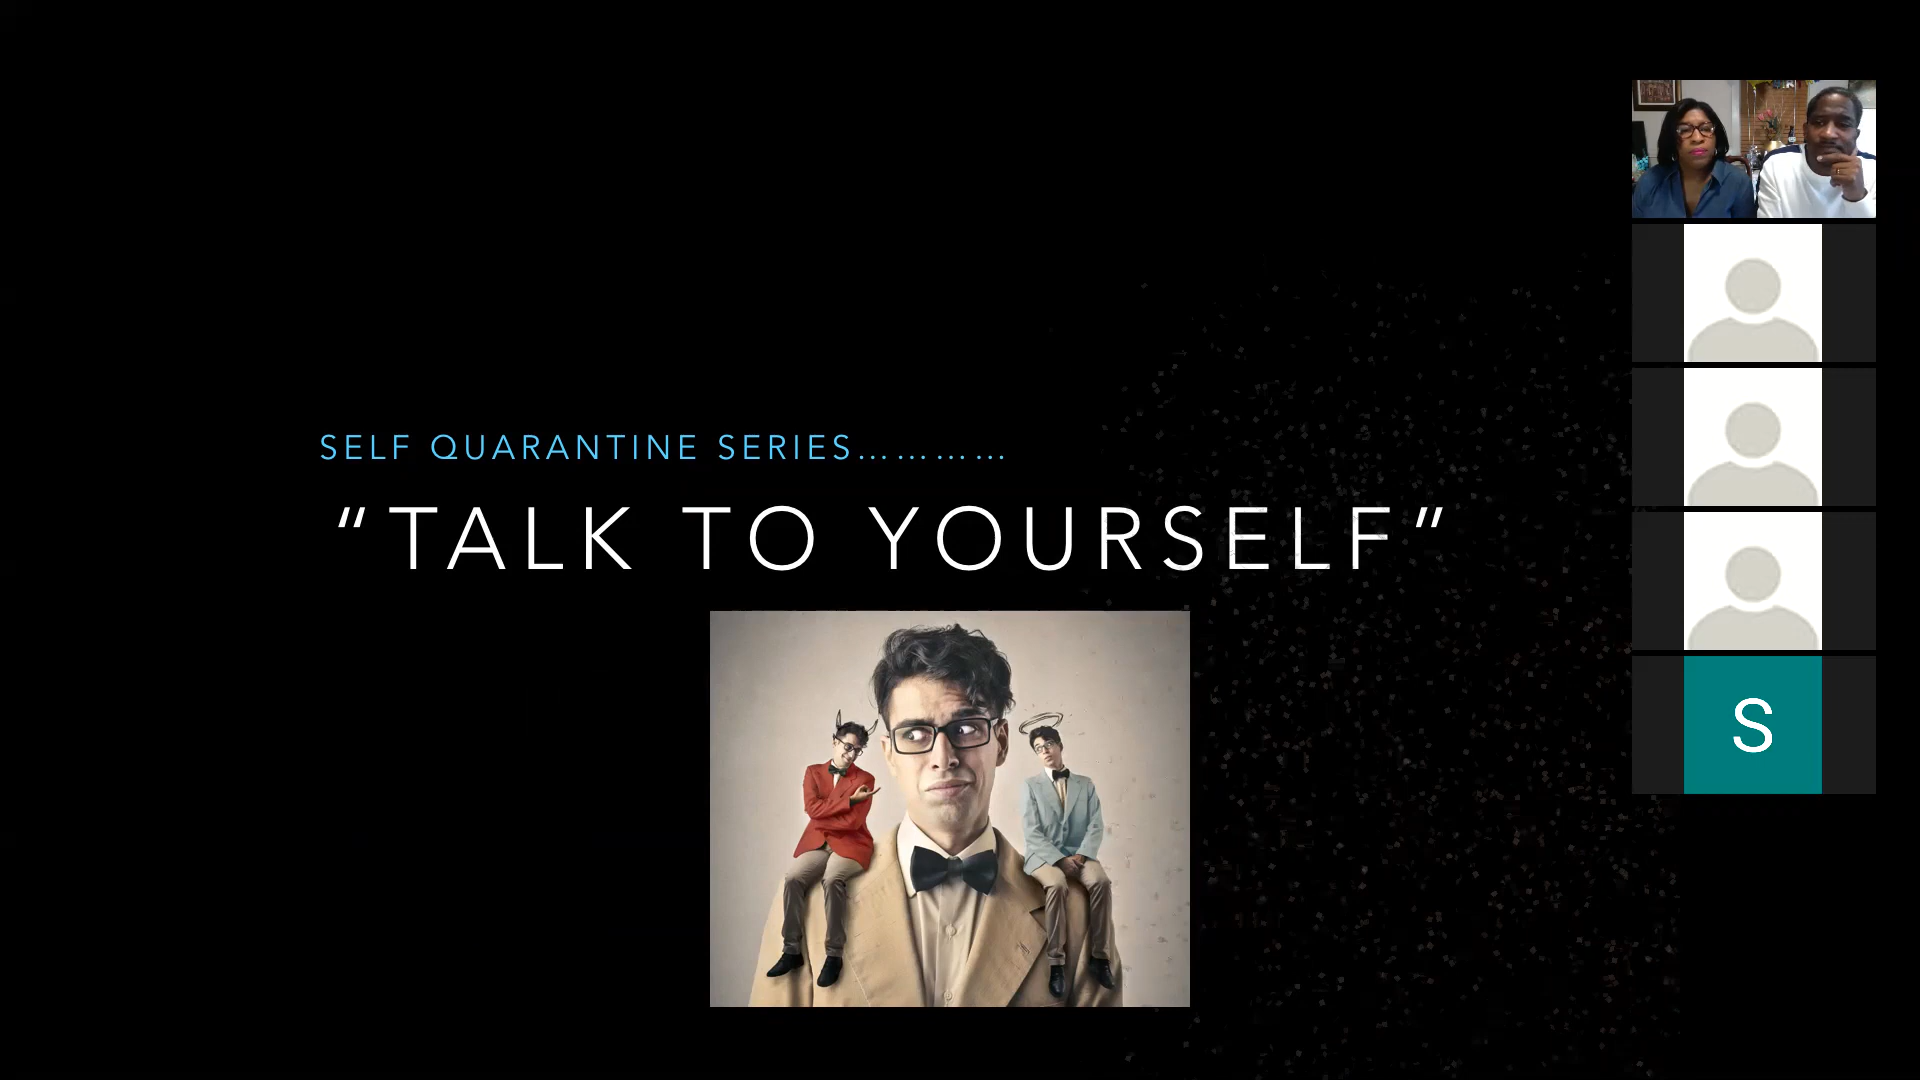 SELF QUARANTINE SERIES…………
“TALK TO YOURSELF”
S